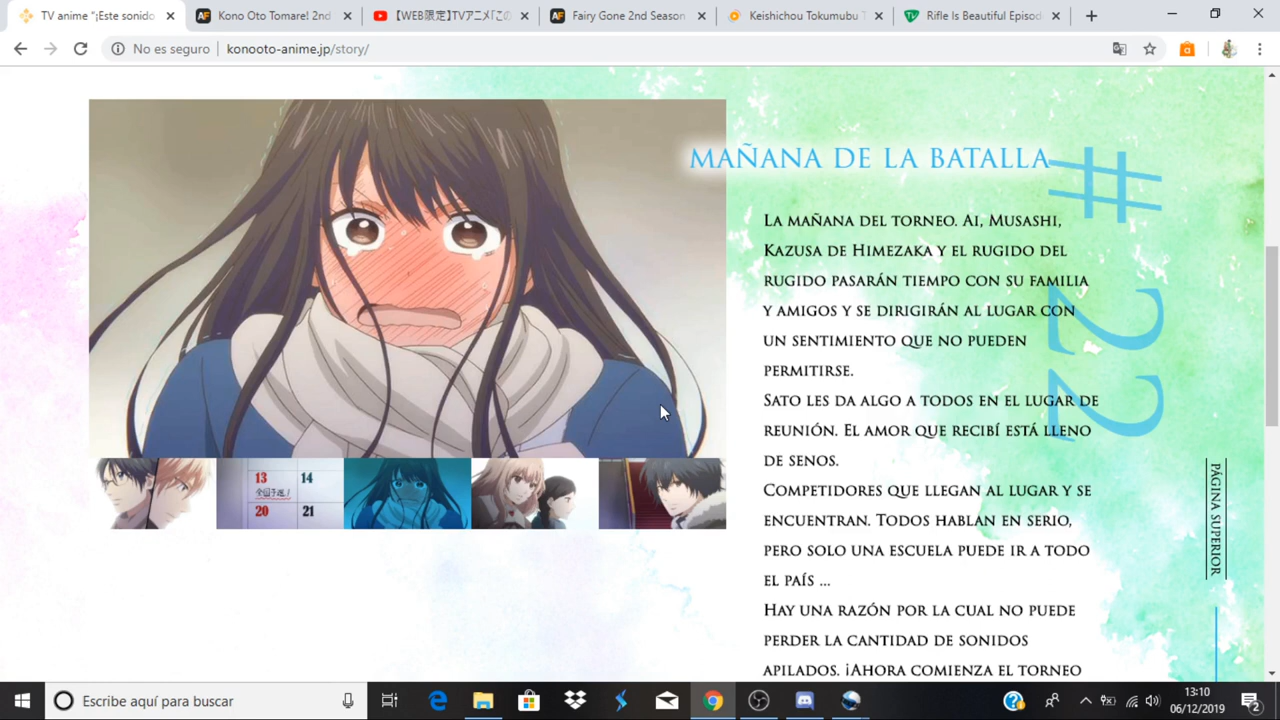 TV anime "¡Este sonido
Kono Oto Tomare! 2nd
【WEB限定】TVアニメ「この
Fairy Gone 2nd Season
Keishichou Tokumubu T
Rifle Is Beautiful Episod
No es seguro
konooto-anime.jp/story/
MAÑANA DE LA BATALLA
#22
La mañana del torneo. Ai, Musashi,
Kazusa de Himezaka y el rugido del
rugido pasarán tiempo con su familia
y amigos y se dirigirán al lugar con
un sentimiento que no pueden
permitirse.
Sato les da algo a todos en el lugar de
reunión. El amor que recibí está lleno
de senos.
Competidores que llegan al lugar y se
encuentran. Todos hablan en serio,
pero solo una escuela puede ir a todo
el país ...
Hay una razón por la cual no puede
perder la cantidad de sonidos
apilados. ¡Ahora comienza el torneo
13 14
全国予選!
20 21
PÁGINA SUPERIOR
Escribe aquí para buscar
13:10
06/12/2019
2